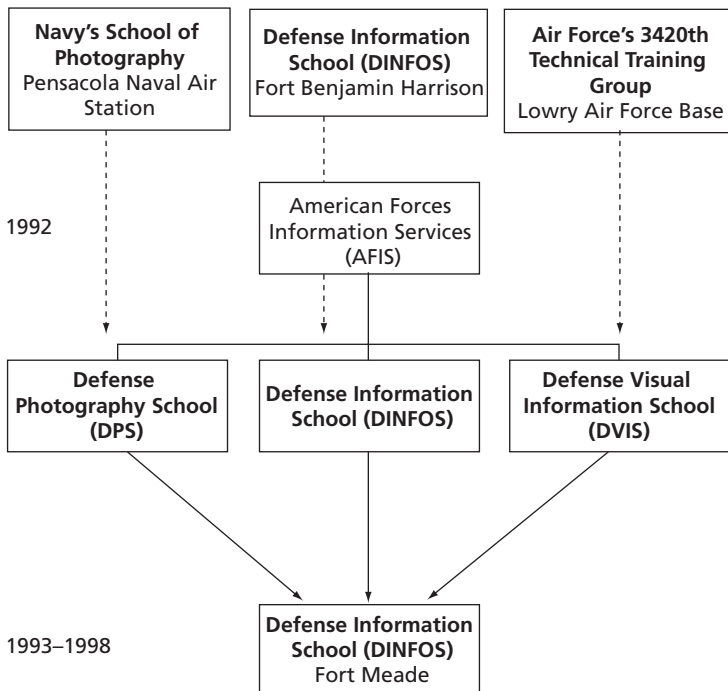 Navy's School of
Photography
Pensacola Naval Air
Station
Defense Information
School (DINFOS)
Fort Benjamin Harrison
Air Force's 3420th
Technical Training
Group
Lowry Air Force Base
1992
American Forces
Information Services
(AFIS)
Defense
Photography School
(DPS)
Defense Information
School (DINFOS)
Defense Visual
Information School
(DVIS)
1993–1998
Defense Information
School (DINFOS)
Fort Meade